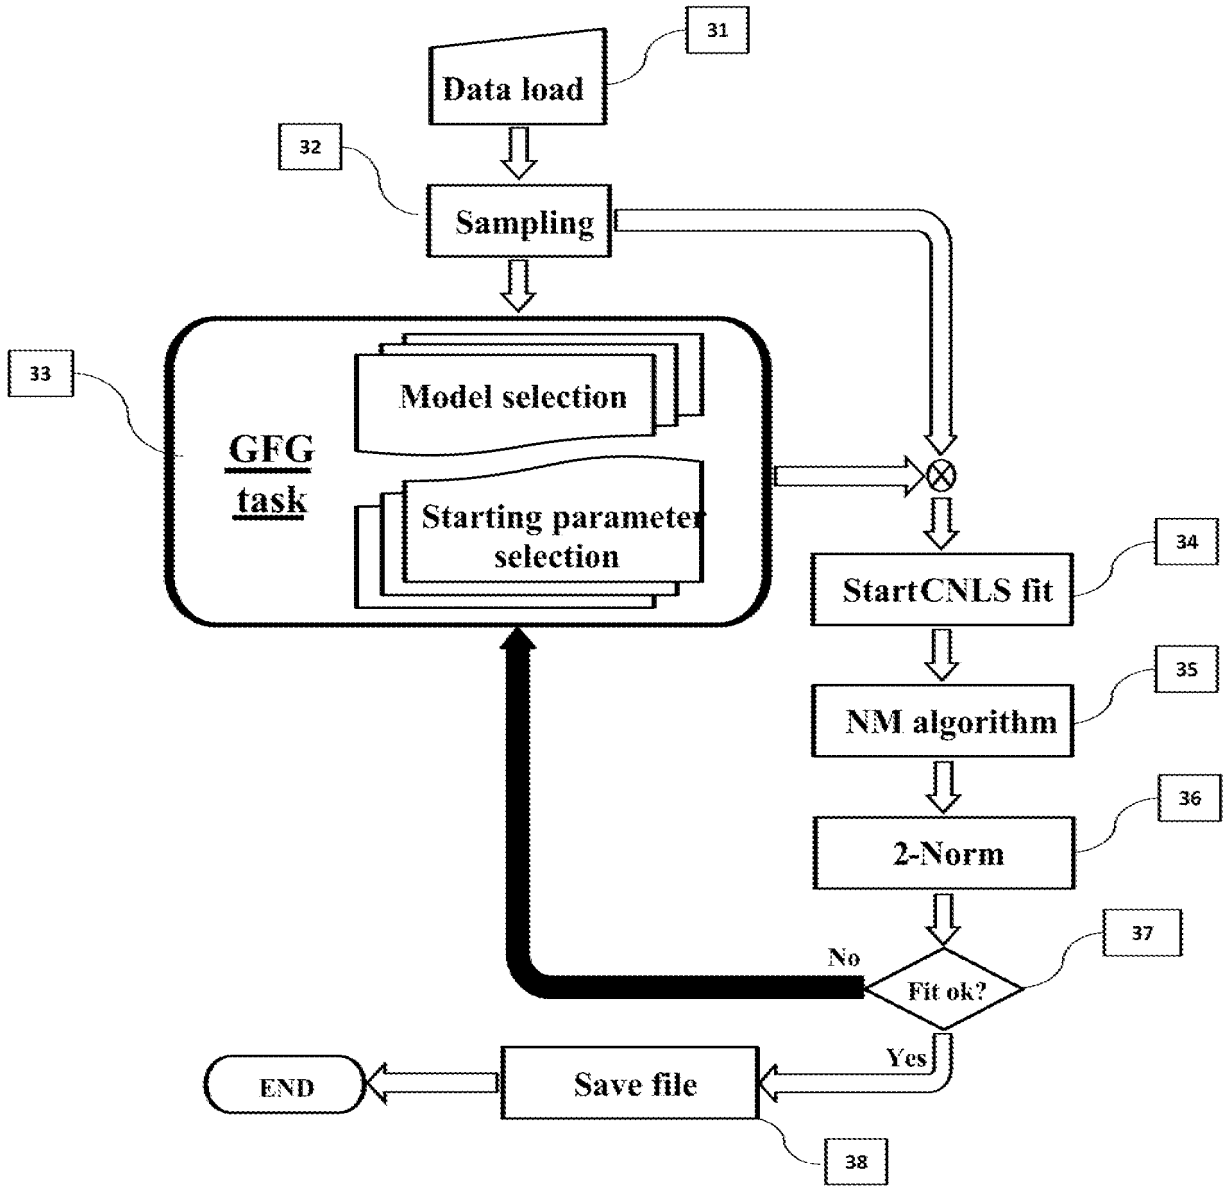 31
Data load
32
Sampling
33
GFG
task
Model selection
Starting parameter
selection
34
StartCNLS fit
35
NM algorithm
36
2-Norm
37
No
Fit ok?
Yes
END
Save file
38